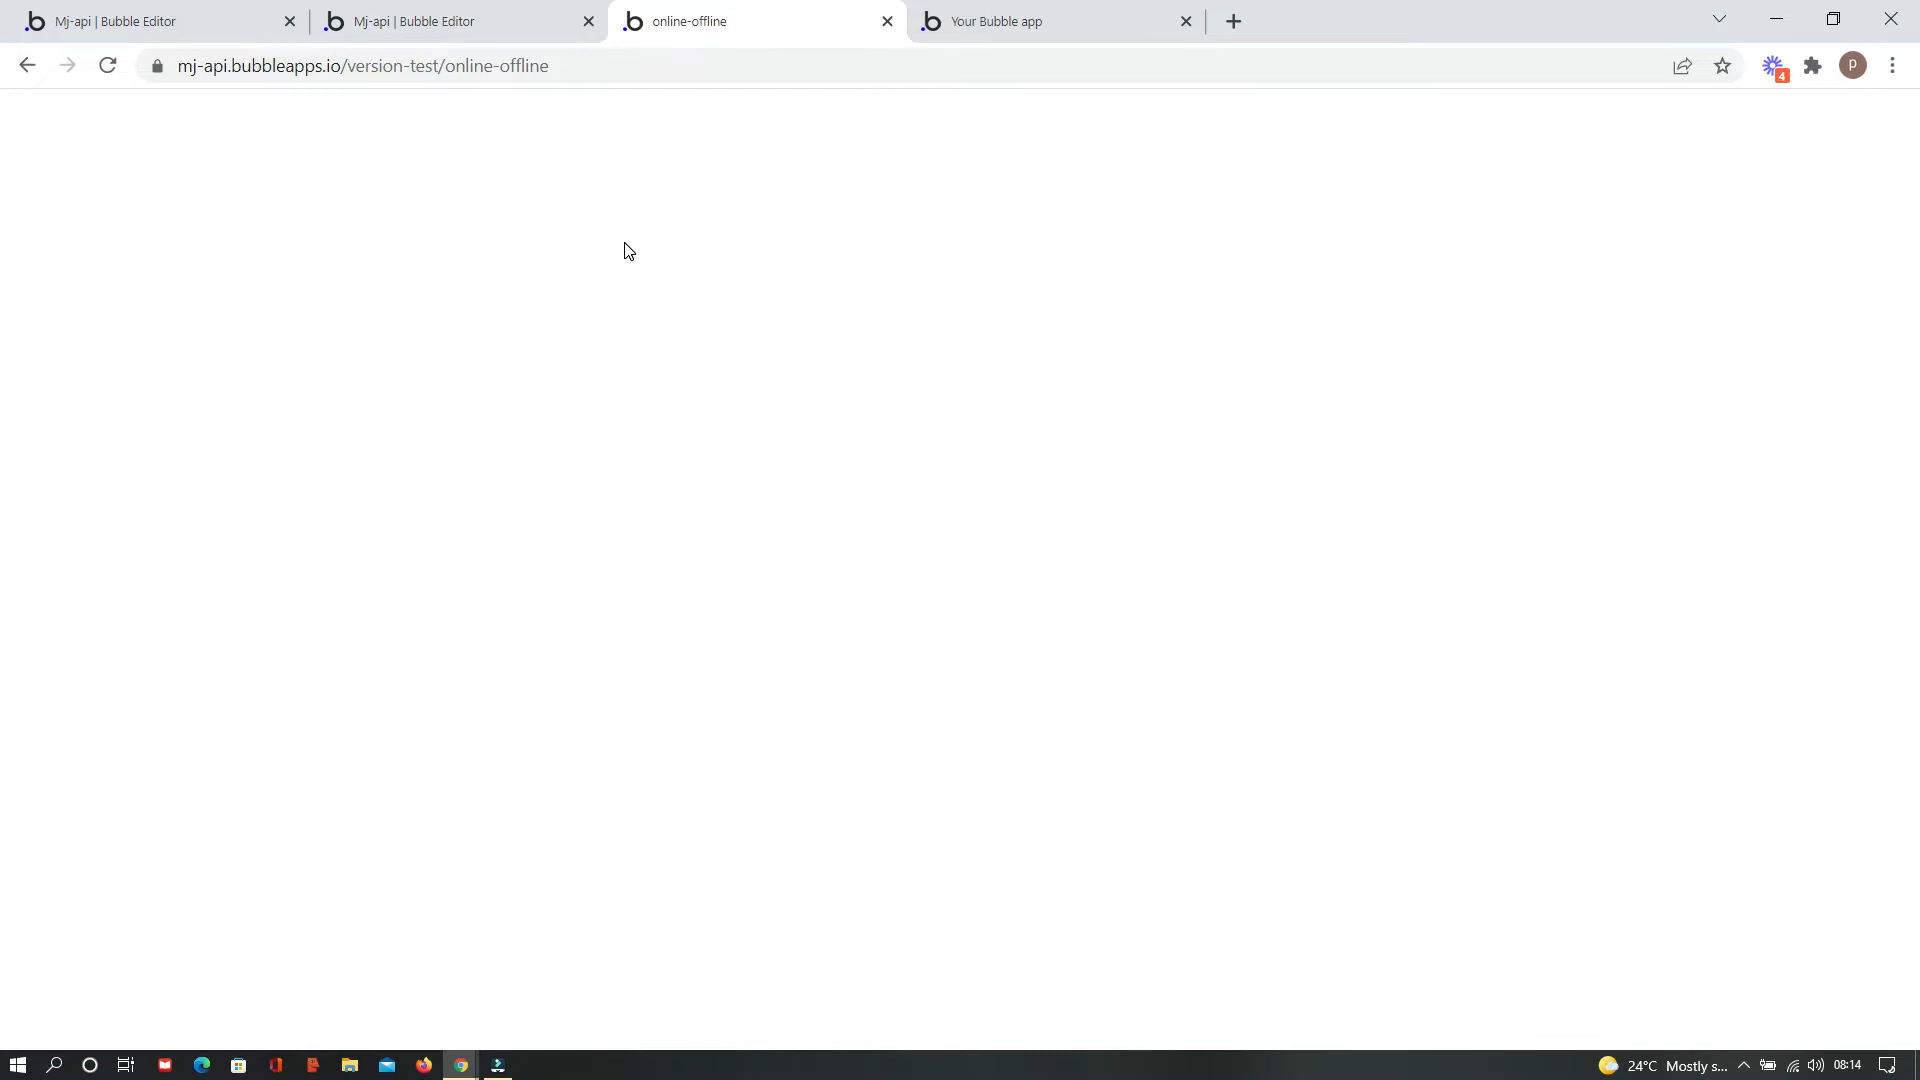 Mj-api | Bubble Editor
Mj-api | Bubble Editor
online-offline
Your Bubble app
mj-api.bubbleapps.io/version-test/online-offline
4
P
24°C Mostly s...
08:14